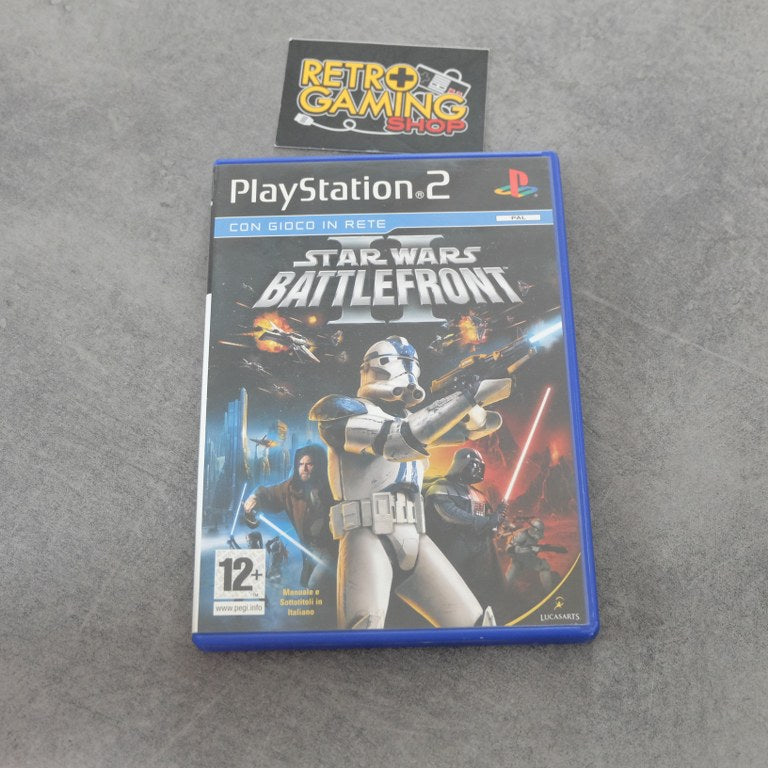 RETRO
GAMING
SHOP
PlayStation®2
PAL
CON GIOCO IN RETE
II
STAR WARS
BATTLEFRONT
12+
www.pegi.info
Manuale e
Sottotitoli in
Italiano
LUCASARTS